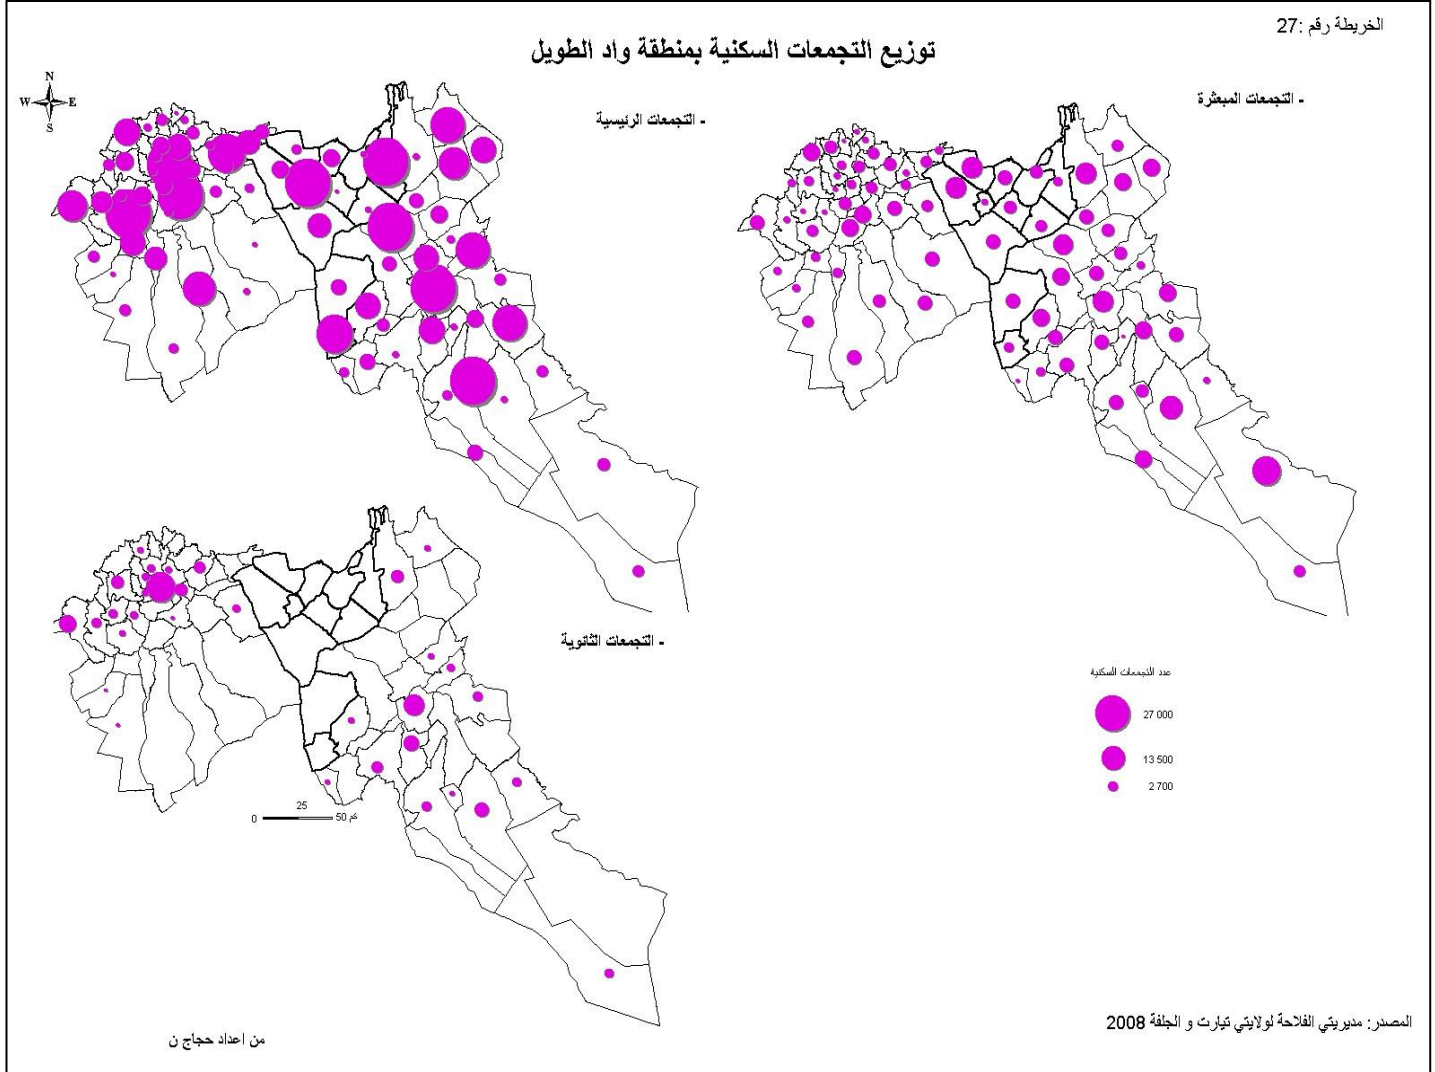 الخريطة رقم :27
توزيع التجمعات السكنية بمنطقة واد الطويل
N
W E
S
- التجمعات الرئيسية
- التجمعات المبعثرة
- التجمعات الثانوية
عدد التجمعات السكنية
27 000
13 500
2 700
25
0 50 كم
المصدر: مديريتي الفلاحة لولايتي تيارت و الجلفة 2008
من اعداد حجاج ن